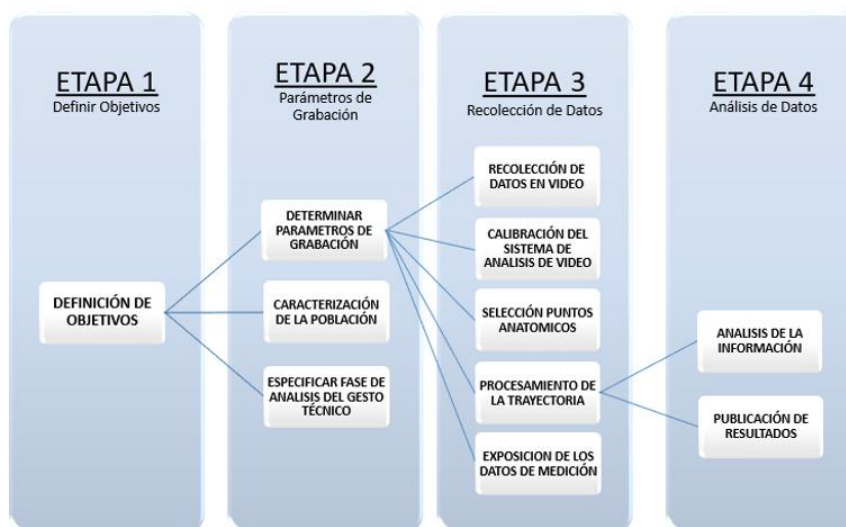 ETAPA 1
Definir Objetivos
DEFINICIÓN DE
OBJETIVOS
ETAPA 2
Parámetros de
Grabación
DETERMINAR
PARAMETROS DE
GRABACIÓN
CARACTERIZACIÓN
DE LA POBLACIÓN
ESPECIFICAR FASE DE
ANALISIS DEL GESTO
TÉCNICO
ETAPA 3
Recolección de Datos
RECOLECCIÓN DE
DATOS EN VIDEO
CALIBRACIÓN DEL
SISTEMA DE
ANALISIS DE VIDEO
SELECCIÓN PUNTOS
ANATOMICOS
PROCESAMIENTO DE
LA TRAYECTORIA
EXPOSICION DE LOS
DATOS DE MEDICIÓN
ETAPA 4
Análisis de Datos
ANALISIS DE LA
INFORMACIÓN
PUBLICACIÓN DE
RESULTADOS